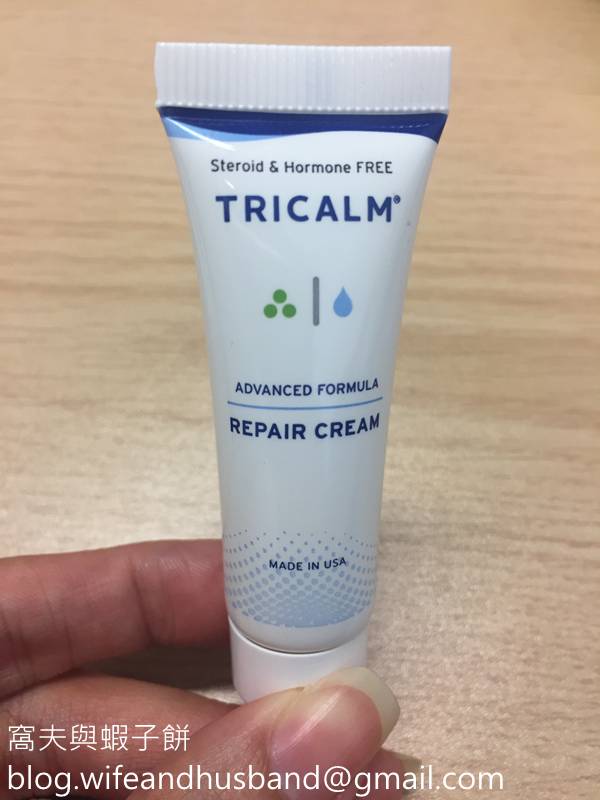 Steroid & Hormone FREE
TRICALM®
ADVANCED FORMULA
REPAIR CREAM
MADE IN USA
窩夫與蝦子餅
blog.wifeandhusband@gmail.com